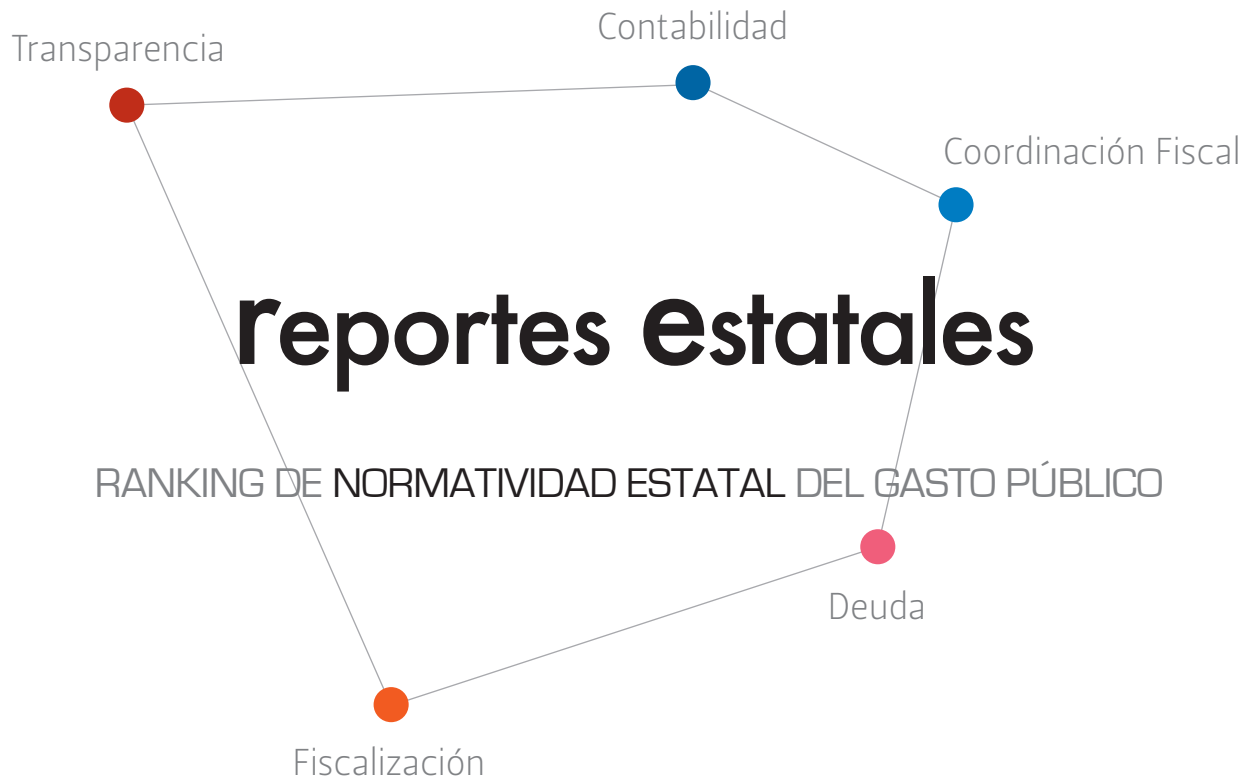 Contabilidad
Transparencia
Coordinación Fiscal
reportes estatales
RANKING DE NORMATIVIDAD ESTATAL DEL GASTO PÚBLICO
Deuda
Fiscalización